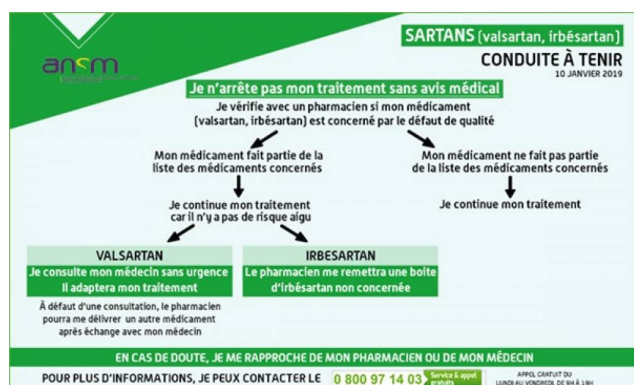 ansm
SARTANS (valsartan, irbésartan)
CONDUITE À TENIR
10 JANVIER 2019
Je n'arrête pas mon traitement sans avis médical
Je vérifie avec un pharmacien si mon médicament
(valsartan, irbésartan) est concerné par le défaut de qualité
Mon médicament fait partie de la
liste des médicaments concernés
Mon médicament ne fait pas partie
de la liste des médicaments concernés
Je continue mon traitement
car il n'y a pas de risque aigu
Je continue mon traitement
VALSARTAN
Je consulte mon médecin sans urgence
Il adaptera mon traitement
À défaut d'une consultation, le pharmacien
pourra me délivrer un autre médicament
après échange avec mon médecin
IRBESARTAN
Le pharmacien me remettra une boite
d'irbésartan non concernée
EN CAS DE DOUTE, JE ME RAPPROCHE DE MON PHARMACIEN OU DE MON MÉDECIN
POUR PLUS D'INFORMATIONS, JE PEUX CONTACTER LE
0 800 97 14 03
Service & appel
gratuits
APPEL GRATUIT DU
LUNDI AU VENDREDI DE 9H À 19H